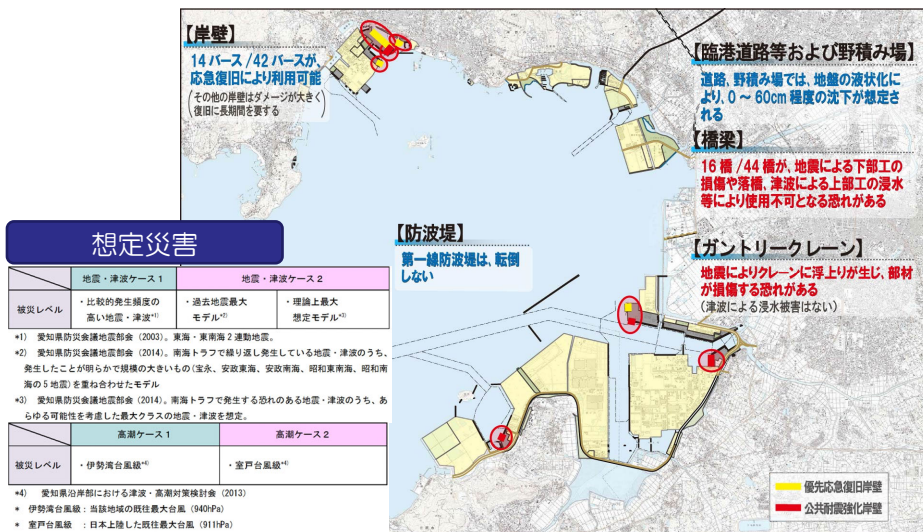 【岸壁】
14 バース /42 バースが、
応急復旧により利用可能
(その他の岸壁はダメージが大きく
復旧に長期間を要する)
【臨港道路等および野積み場】
道路、野積み場では、地盤の液状化に
より、0 ～ 60cm 程度の沈下が想定さ
れる
【橋梁】
16 橋 /44 橋が、地震による下部工の
損傷や落橋、津波による上部工の浸水
等により使用不可となる恐れがある
【防波堤】
第一線防波堤は、転倒
しない
【ガントリークレーン】
地震によりクレーンに浮上りが生じ、部材
が損傷する恐れがある
(津波による浸水被害はない)
想定災害
地震・津波ケース 1 地震・津波ケース 2
被災レベル ・比較的発生頻度の高い地震・津波*1) ・過去地震最大モデル*2) ・理論上最大想定モデル*3)
*1) 愛知県防災会議地震部会 (2003)。東海・東南海 2 連動地震。
*2) 愛知県防災会議地震部会 (2014)。南海トラフで繰り返し発生している地震・津波のうち、
発生したことが明らかで規模の大きいもの(宝永、安政東海、安政南海、昭和東南海、昭和南
海の 5 地震)を重ね合わせたモデル
*3) 愛知県防災会議地震部会 (2014)。南海トラフで発生する恐れのある地震・津波のうち、あ
らゆる可能性を考慮した最大クラスの地震・津波を想定。
高潮ケース 1 高潮ケース 2
被災レベル ・伊勢湾台風級*4) ・室戸台風級*4)
*4) 愛知県沿岸部における津波・高潮対策検討会 (2013)
* 伊勢湾台風級：当該地域の既往最大台風 (940hPa)
* 室戸台風級 ：日本上陸した既往最大台風 (911hPa)
優先応急復旧岸壁
公共耐震強化岸壁